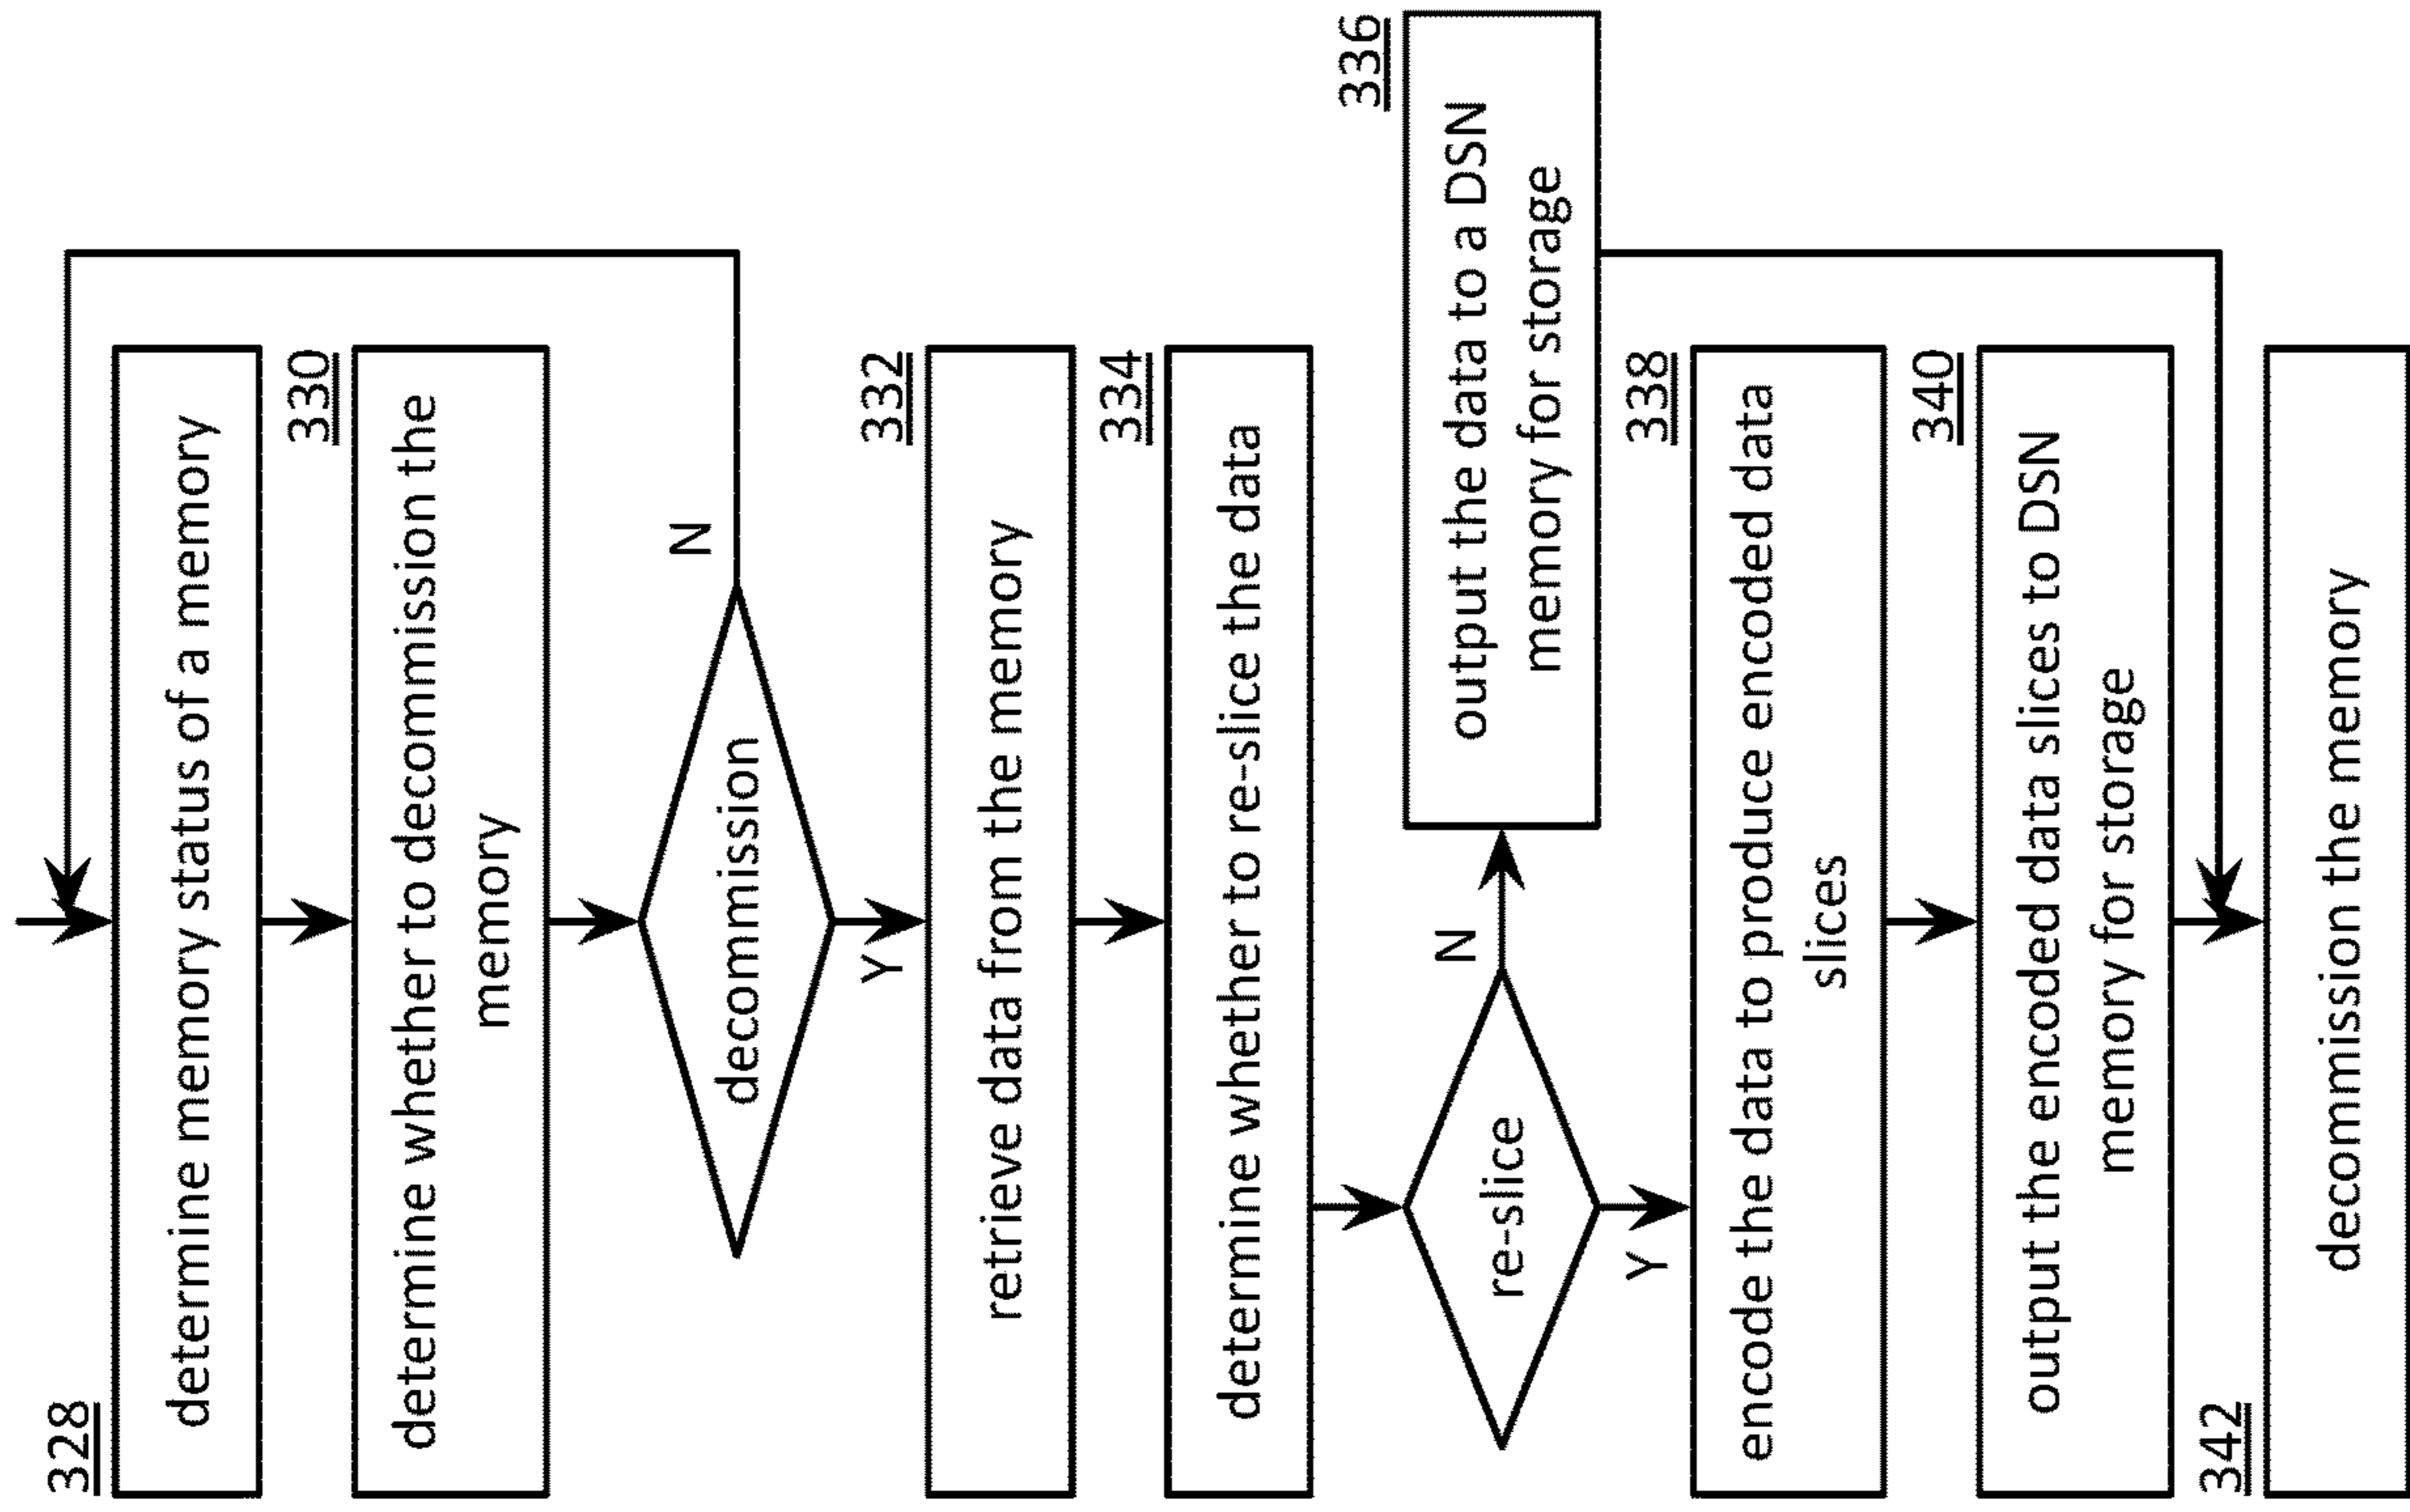 328
determine memory status of a memory
330
determine whether to decommission the
memory
decommission
N
Y
332
retrieve data from the memory
334
determine whether to re-slice the data
re-slice
N
336
output the data to a DSN
memory for storage
Y
338
encode the data to produce encoded data
slices
340
output the encoded data slices to DSN
memory for storage
342
decommission the memory